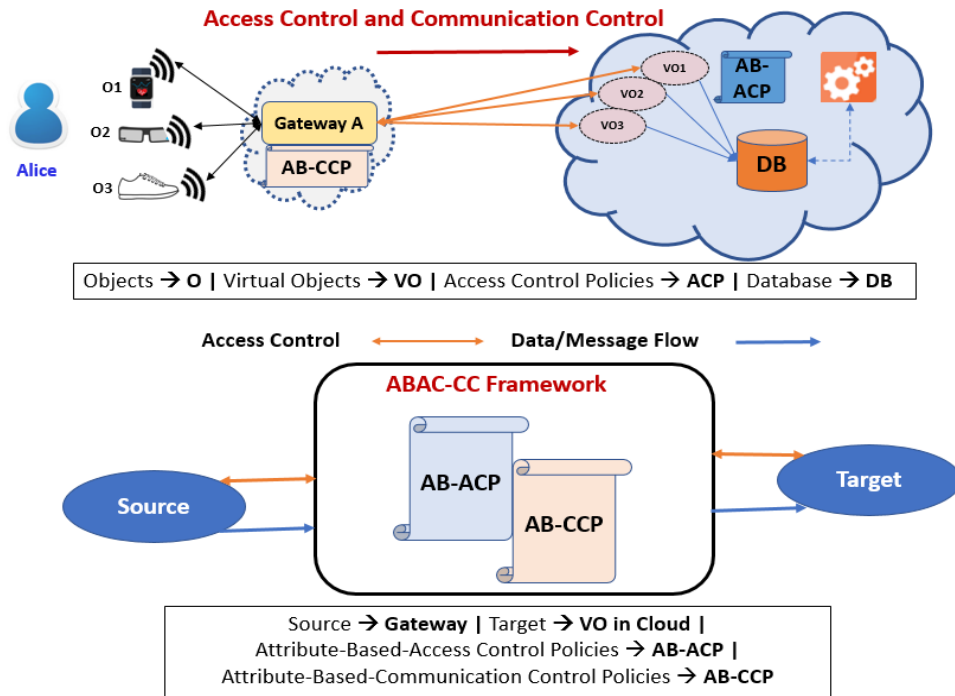 Access Control and Communication Control
O1
O2
O3
Alice
Gateway A
AB-CCP
VO1
VO2
VO3
AB-
ACP
DB
Objects → O | Virtual Objects → VO | Access Control Policies → ACP | Database → DB
Access Control
Data/Message Flow
ABAC-CC Framework
Source
AB-ACP
AB-CCP
Target
Source → Gateway | Target → VO in Cloud |
Attribute-Based-Access Control Policies → AB-ACP |
Attribute-Based-Communication Control Policies → AB-CCP